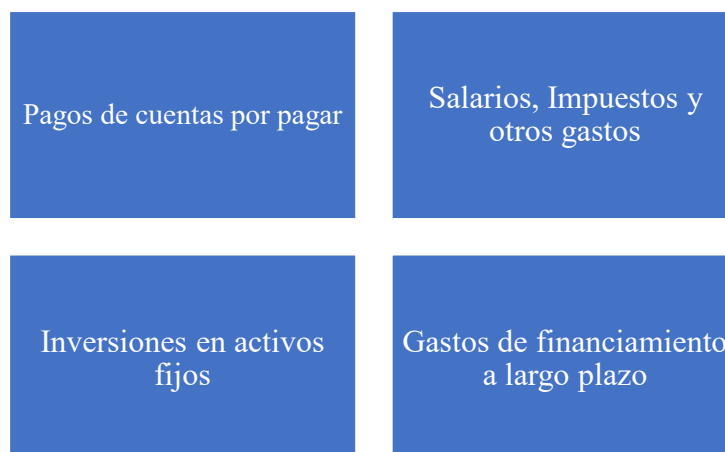 Pagos de cuentas por pagar
Salarios, Impuestos y
otros gastos
Inversiones en activos
fijos
Gastos de financiamiento
a largo plazo